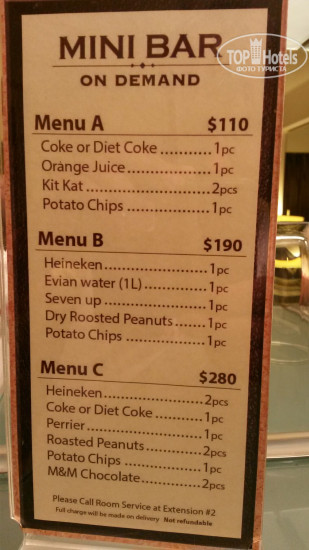 MINI BAR
ON DEMAND
TOPHotels
ФОТО ТУРИСТА
Menu A $110
Coke or Diet Coke ............1pc
Orange Juice ....................1pc
Kit Kat ..............................2pcs
Potato Chips ...................1pc
Menu B $190
Heineken.........................1pc
Evian water (1L) ...............1pc
Seven up .........................1pc
Dry Roosted Peanuts.......1pc
Potato Chips ...................1pc
Menu C $280
Heineken.........................2pcs
Coke or Diet Coke ............1pc
Perrier..............................1pc
Roasted Peanuts..............2pcs
Potato Chips ...................1pc
M&M Chocolate...............2pcs
Please Call Room Service at Extension #2
Full charge will be made on delivery Not refundable